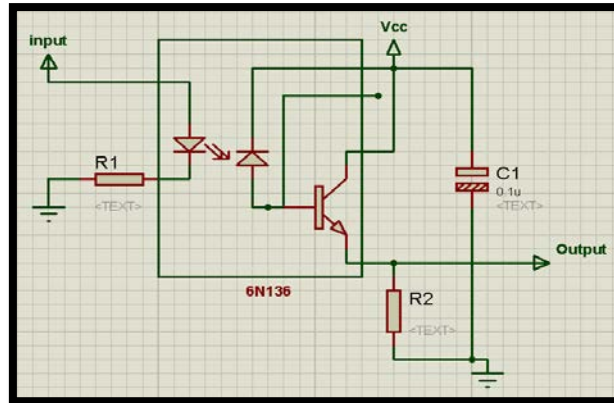 input
Vcc
R1
<TEXT>
C1
0.1u
<TEXT>
Output
6N136
R2
<TEXT>